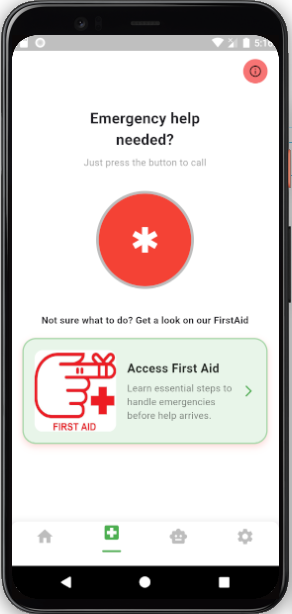 5:10
Emergency help
needed?
Just press the button to call
Not sure what to do? Get a look on our FirstAid
Access First Aid
Learn essential steps to
handle emergencies
before help arrives.
FIRST AID